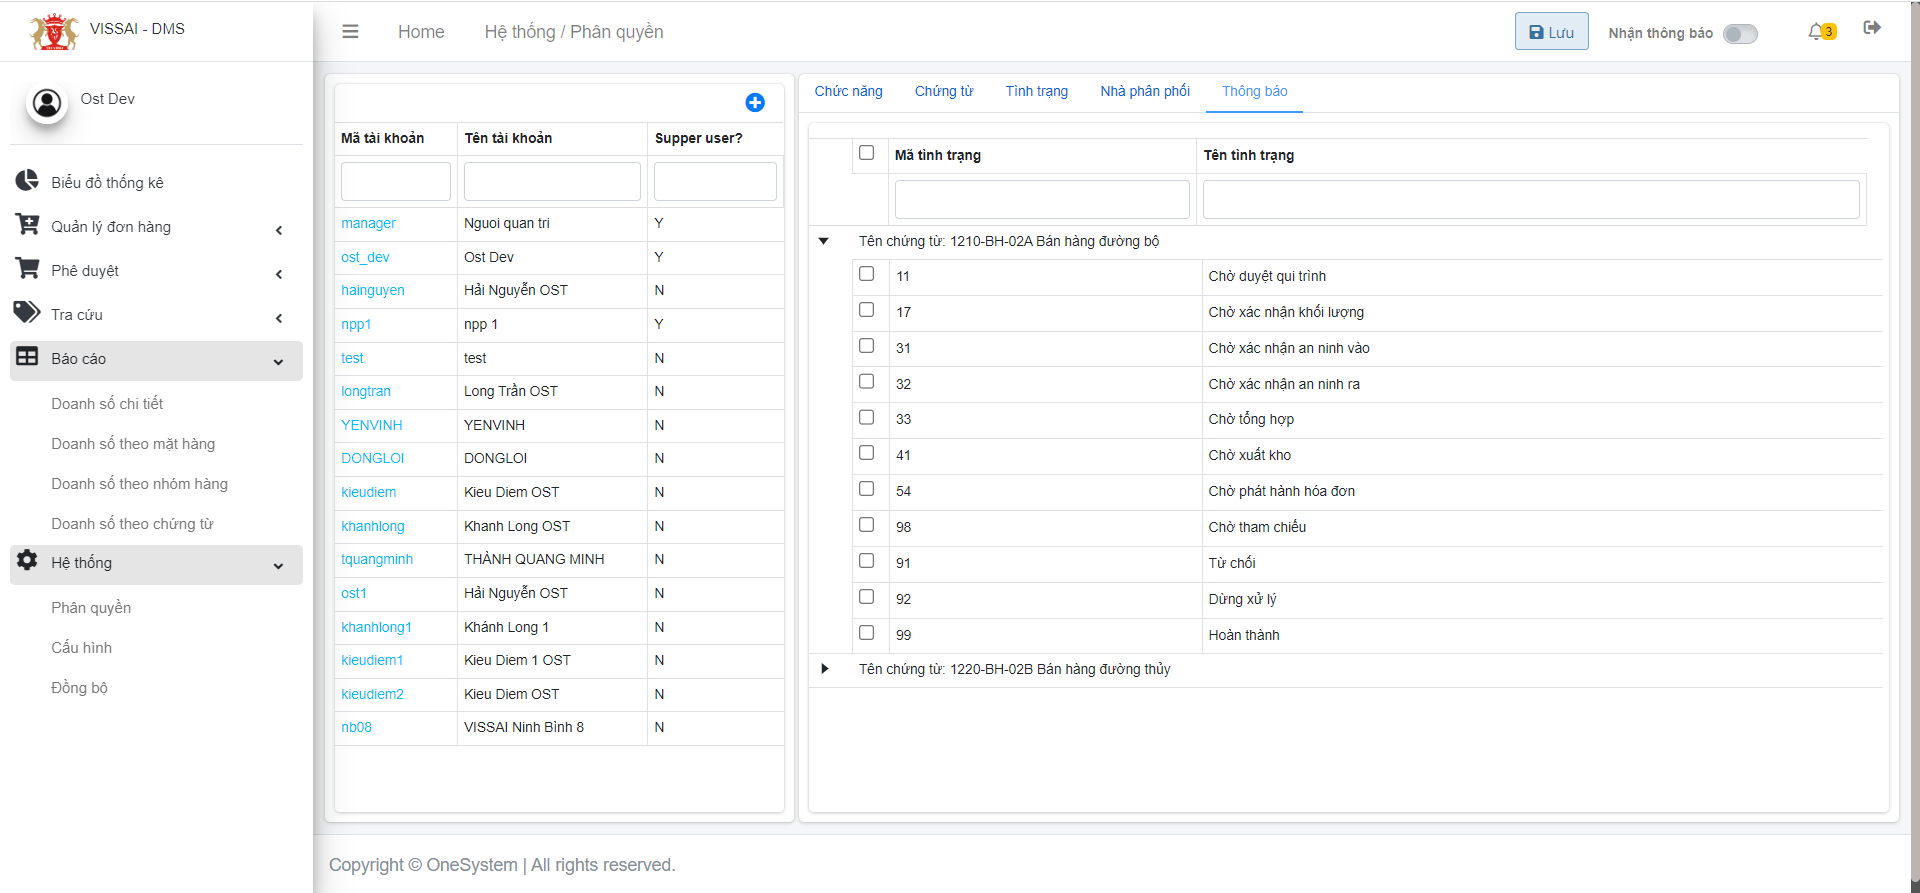 VISSAI - DMS
Home
Hệ thống / Phân quyền
Lưu
Nhận thông báo
3
Ost Dev
Biểu đồ thống kê
Quản lý đơn hàng
Phê duyệt
Tra cứu
Báo cáo
Doanh số chi tiết
Doanh số theo mặt hàng
Doanh số theo nhóm hàng
Doanh số theo chứng từ
Hệ thống
Phân quyền
Cấu hình
Đồng bộ
Mã tài khoản Tên tài khoản Supper user?
manager Nguoi quan tri Y
ost_dev Ost Dev Y
hainguyen Hải Nguyễn OST N
npp1 npp 1 Y
test test N
longtran Long Trần OST N
YENVINH YENVINH N
DONGLOI DONGLOI N
kieudiem Kieu Diem OST N
khanhlong Khanh Long OST N
tquangminh THÀNH QUANG MINH N
ost1 Hải Nguyễn OST N
khanhlong1 Khánh Long 1 N
kieudiem1 Kieu Diem 1 OST N
kieudiem2 Kieu Diem OST N
nb08 VISSAI Ninh Bình 8 N
Chức năng Chứng từ Tình trạng Nhà phân phối Thông báo
Mã tình trạng Tên tình trạng
Tên chứng từ: 1210-BH-02A Bán hàng đường bộ
11 Chờ duyệt qui trình
17 Chờ xác nhận khối lượng
31 Chờ xác nhận an ninh vào
32 Chờ xác nhận an ninh ra
33 Chờ tổng hợp
41 Chờ xuất kho
54 Chờ phát hành hóa đơn
98 Chờ tham chiếu
91 Từ chối
92 Dừng xử lý
99 Hoàn thành
Tên chứng từ: 1220-BH-02B Bán hàng đường thủy
Copyright © OneSystem | All rights reserved.